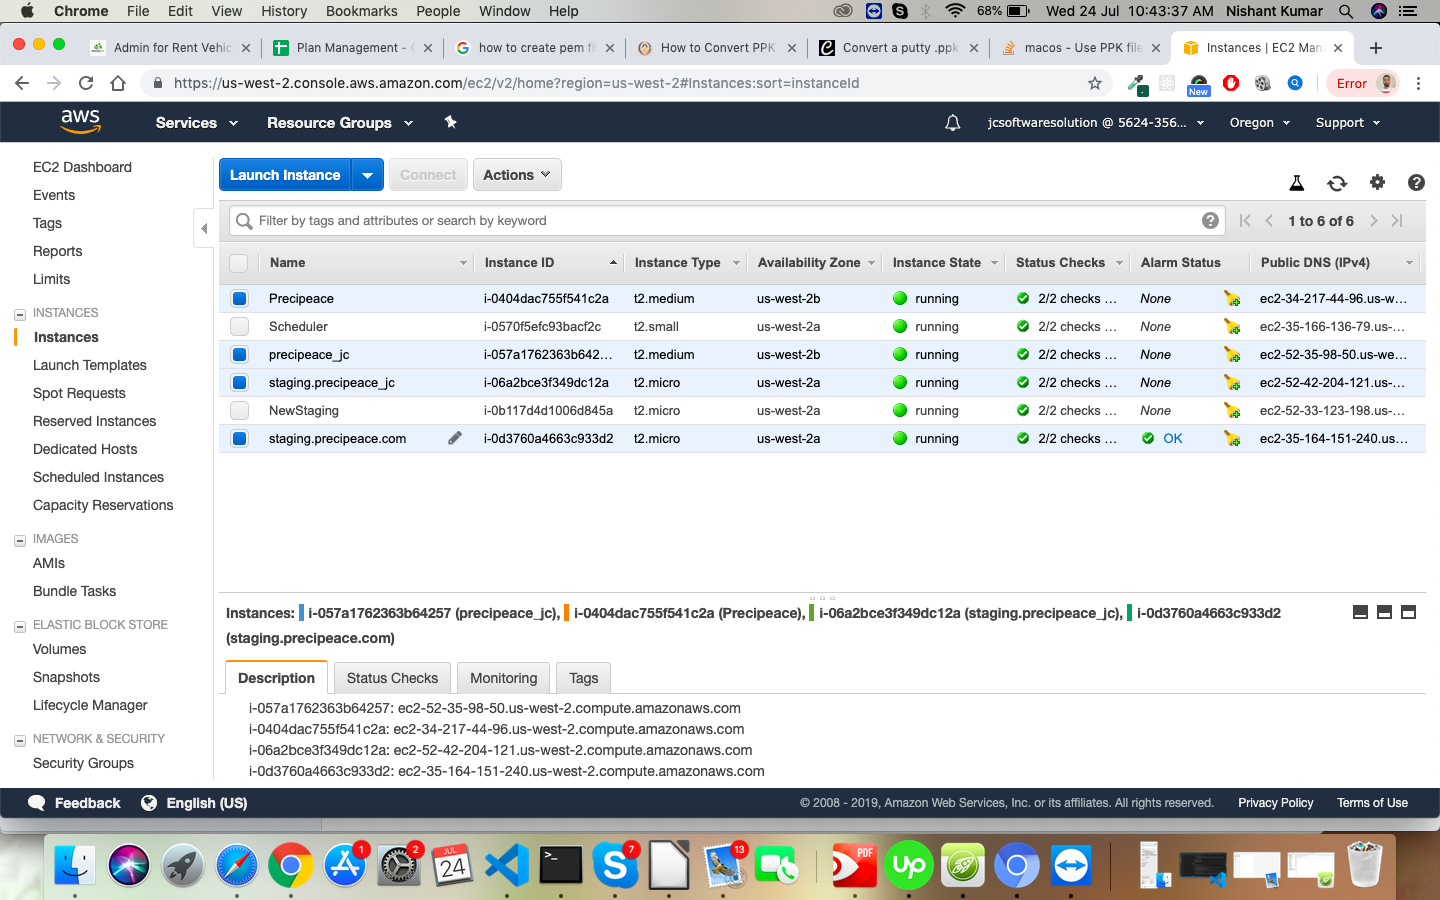 Chrome File Edit View History Bookmarks People Window Help 68% Wed 24 Jul 10:43:37 AM Nishant Kumar
Admin for Rent Vehic Plan Management - how to create pem fi How to Convert PPK Convert a putty .ppk macos - Use PPK file Instances | EC2 Man
https://us-west-2.console.aws.amazon.com/ec2/v2/home?region=us-west-2#Instances:sort=instanceId New Error
aws Services Resource Groups jcsoftwaresolution @ 5624-356... Oregon Support
EC2 Dashboard
Events
Tags
Reports
Limits
INSTANCES
Instances
Launch Templates
Spot Requests
Reserved Instances
Dedicated Hosts
Scheduled Instances
Capacity Reservations
IMAGES
AMIs
Bundle Tasks
ELASTIC BLOCK STORE
Volumes
Snapshots
Lifecycle Manager
NETWORK & SECURITY
Security Groups
Launch Instance Connect Actions
Filter by tags and attributes or search by keyword 1 to 6 of 6
Name Instance ID Instance Type Availability Zone Instance State Status Checks Alarm Status Public DNS (IPv4)
Precipeace i-0404dac755f541c2a t2.medium us-west-2b running 2/2 checks ... None ec2-34-217-44-96.us-w...
Scheduler i-0570f5efc93bacf2c t2.small us-west-2a running 2/2 checks ... None ec2-35-166-136-79.us-...
precipeace_jc i-057a1762363b642... t2.medium us-west-2b running 2/2 checks ... None ec2-52-35-98-50.us-we...
staging.precipeace_jc i-06a2bce3f349dc12a t2.micro us-west-2a running 2/2 checks ... None ec2-52-42-204-121.us-...
NewStaging i-0b117d4d1006d845a t2.micro us-west-2a running 2/2 checks ... None ec2-52-33-123-198.us-...
staging.precipeace.com i-0d3760a4663c933d2 t2.micro us-west-2a running 2/2 checks ... OK ec2-35-164-151-240.us...
Instances: i-057a1762363b64257 (precipeace_jc), i-0404dac755f541c2a (Precipeace), i-06a2bce3f349dc12a (staging.precipeace_jc), i-0d3760a4663c933d2
(staging.precipeace.com)
Description Status Checks Monitoring Tags
i-057a1762363b64257: ec2-52-35-98-50.us-west-2.compute.amazonaws.com
i-0404dac755f541c2a: ec2-34-217-44-96.us-west-2.compute.amazonaws.com
i-06a2bce3f349dc12a: ec2-52-42-204-121.us-west-2.compute.amazonaws.com
i-0d3760a4663c933d2: ec2-35-164-151-240.us-west-2.compute.amazonaws.com
Feedback English (US) © 2008 - 2019, Amazon Web Services, Inc. or its affiliates. All rights reserved. Privacy Policy Terms of Use
1 2 JUL 24 7 13 PDF up